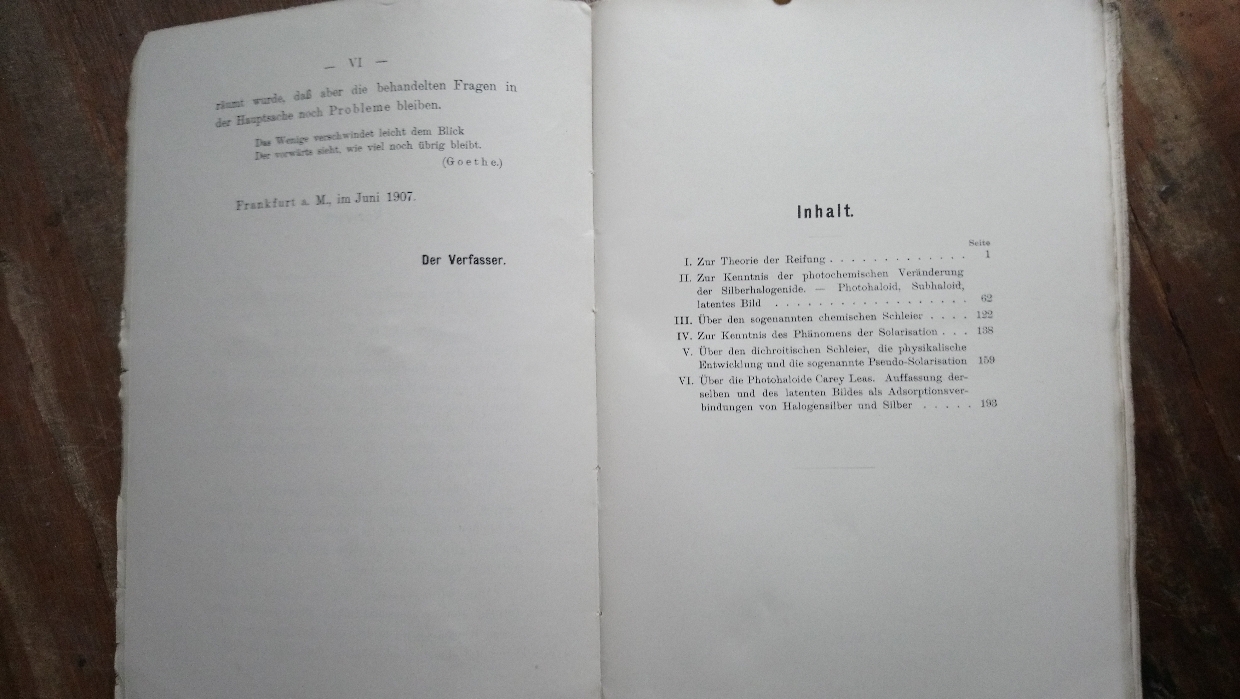 — VI —
räumt wurde, daß aber die behandelten Fragen in
der Hauptsache noch Probleme bleiben.
Das Wenige verschwindet leicht dem Blick
Der vorwärts sieht, wie viel noch übrig bleibt.
(Goethe.)
Frankfurt a. M., im Juni 1907.
Der Verfasser.
Inhalt.
Seite
I. Zur Theorie der Reifung . . . . . . . . . . . . . 1
II. Zur Kenntnis der photochemischen Veränderung
der Silberhalogenide. — Photohaloid, Subhaloid,
latentes Bild . . . . . . . . . . . . . . . . . . 62
III. Über den sogenannten chemischen Schleier . . . . 122
IV. Zur Kenntnis des Phänomens der Solarisation . . . 138
V. Über den dichroitischen Schleier, die physikalische
Entwicklung und die sogenannte Pseudo-Solarisation 159
VI. Über die Photohaloide Carey Leas. Auffassung der-
selben und des latenten Bildes als Adsorptionsver-
bindungen von Halogensilber und Silber . . . . . 193